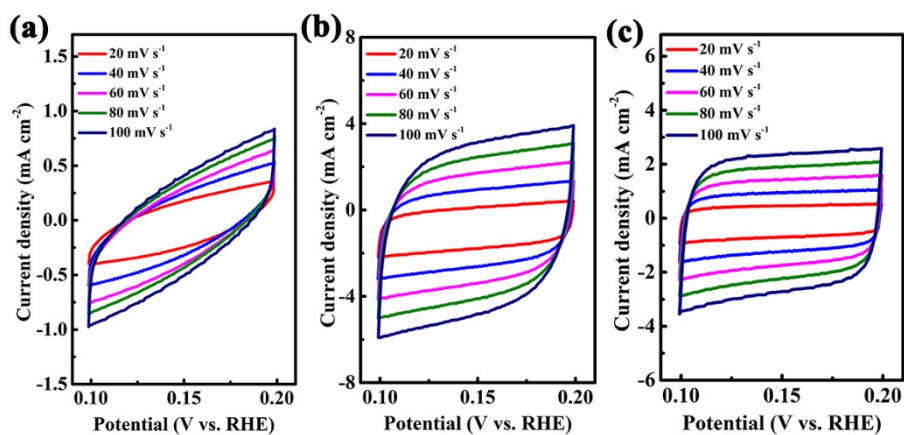 (a)
20 mV s⁻¹
40 mV s⁻¹
60 mV s⁻¹
80 mV s⁻¹
100 mV s⁻¹
1.5
1.0
0.5
0.0
-0.5
-1.0
-1.5
Current density (mA cm⁻²)
0.10 0.15 0.20
Potential (V vs. RHE)
(b)
20 mV s⁻¹
40 mV s⁻¹
60 mV s⁻¹
80 mV s⁻¹
100 mV s⁻¹
8
4
0
-4
-8
Current density (mA cm⁻²)
0.10 0.15 0.20
Potential (V vs. RHE)
(c)
20 mV s⁻¹
40 mV s⁻¹
60 mV s⁻¹
80 mV s⁻¹
100 mV s⁻¹
6
4
2
0
-2
-4
-6
Current density (mA cm⁻²)
0.10 0.15 0.20
Potential (V vs. RHE)